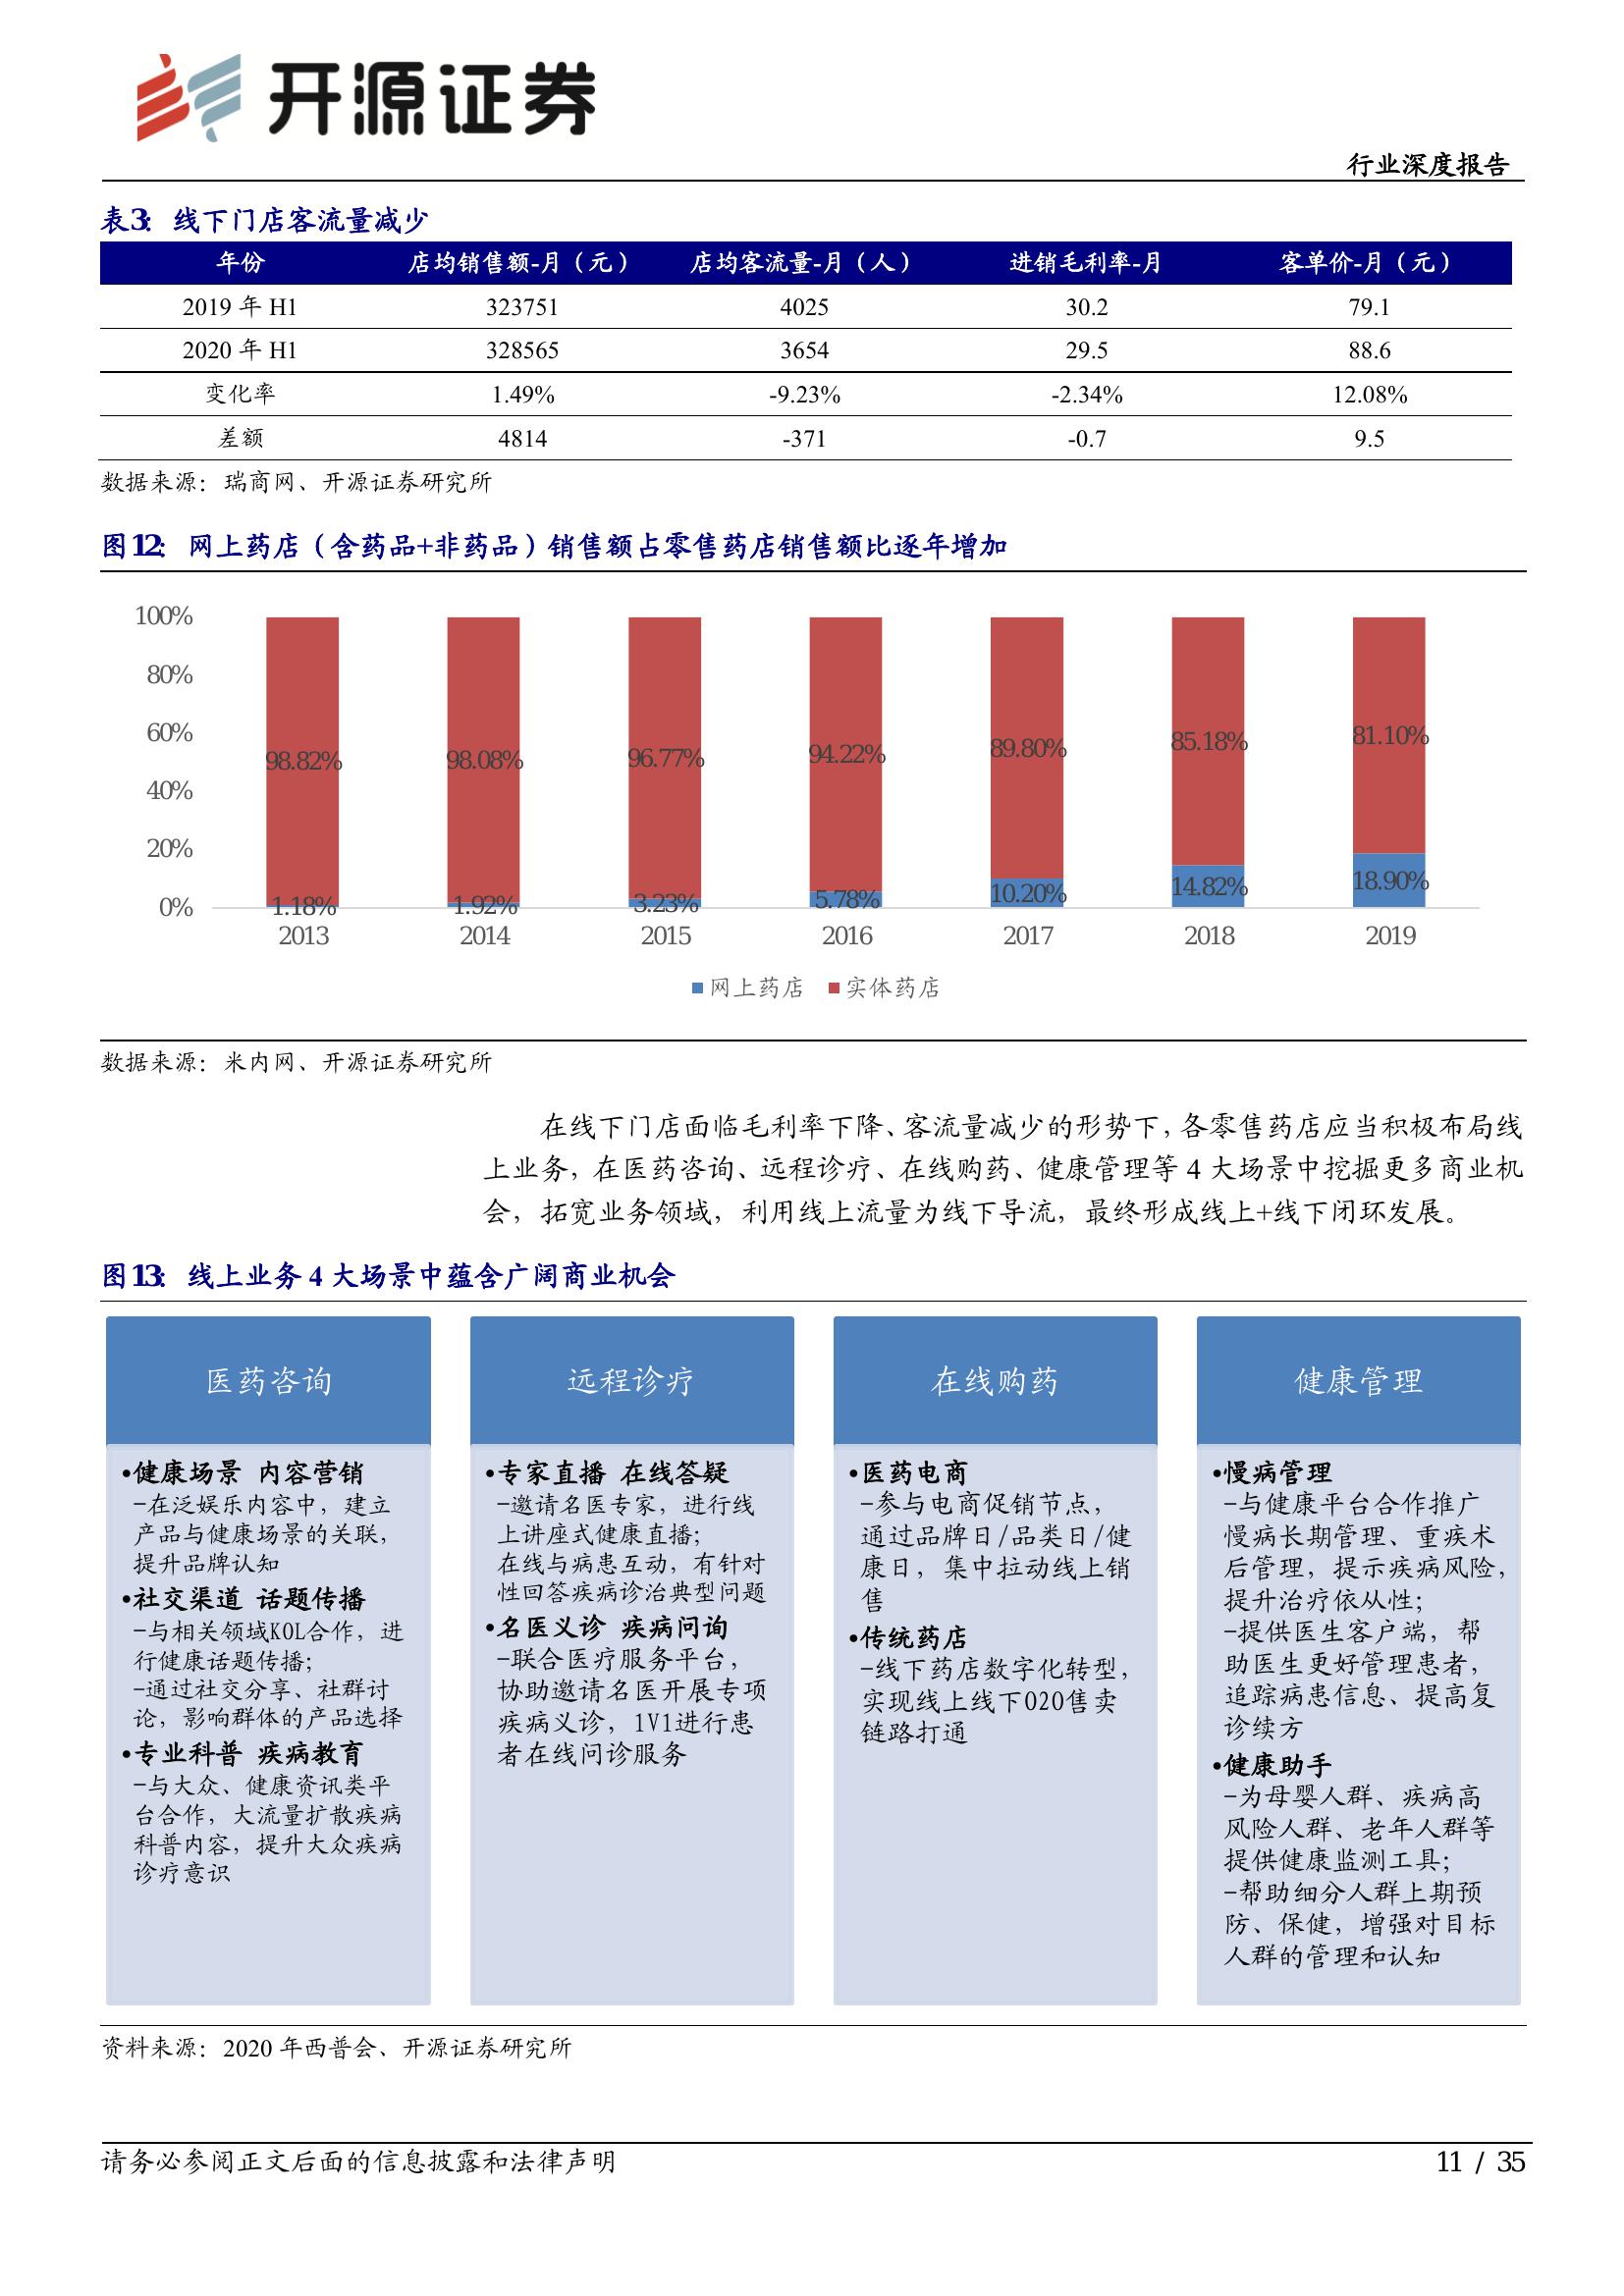 开源证券
行业深度报告
表3：线下门店客流量减少
年份 店均销售额-月（元） 店均客流量-月（人） 进销毛利率-月 客单价-月（元）
2019 年 H1 323751 4025 30.2 79.1
2020 年 H1 328565 3654 29.5 88.6
变化率 1.49% -9.23% -2.34% 12.08%
差额 4814 -371 -0.7 9.5
数据来源：瑞商网、开源证券研究所
图12：网上药店（含药品+非药品）销售额占零售药店销售额比逐年增加
100%
80%
60%
40%
20%
0%
98.82% 98.08% 96.77% 94.22% 89.80% 85.18% 81.10%
1.18% 1.92% 3.23% 5.78% 10.20% 14.82% 18.90%
2013 2014 2015 2016 2017 2018 2019
网上药店 实体药店
数据来源：米内网、开源证券研究所
在线下门店面临毛利率下降、客流量减少的形势下，各零售药店应当积极布局线
上业务，在医药咨询、远程诊疗、在线购药、健康管理等 4 大场景中挖掘更多商业机
会，拓宽业务领域，利用线上流量为线下导流，最终形成线上+线下闭环发展。
图13：线上业务 4 大场景中蕴含广阔商业机会
医药咨询
•健康场景 内容营销
–在泛娱乐内容中，建立
产品与健康场景的关联，
提升品牌认知
•社交渠道 话题传播
–与相关领域KOL合作，进
行健康话题传播；
–通过社交分享、社群讨
论，影响群体的产品选择
•专业科普 疾病教育
–与大众、健康资讯类平
台合作，大流量扩散疾病
科普内容，提升大众疾病
诊疗意识
远程诊疗
•专家直播 在线答疑
–邀请名医专家，进行线
上讲座式健康直播；
在线与病患互动，有针对
性回答疾病诊治典型问题
•名医义诊 疾病问询
–联合医疗服务平台，
协助邀请名医开展专项
疾病义诊，1V1进行患
者在线问诊服务
在线购药
•医药电商
–参与电商促销节点，
通过品牌日/品类日/健
康日，集中拉动线上销
售
•传统药店
–线下药店数字化转型，
实现线上线下O2O售卖
链路打通
健康管理
•慢病管理
–与健康平台合作推广
慢病长期管理、重疾术
后管理，提示疾病风险，
提升治疗依从性；
–提供医生客户端，帮
助医生更好管理患者，
追踪病患信息、提高复
诊续方
•健康助手
–为母婴人群、疾病高
风险人群、老年人群等
提供健康监测工具；
–帮助细分人群上期预
防、保健，增强对目标
人群的管理和认知
资料来源：2020 年西普会、开源证券研究所
请务必参阅正文后面的信息披露和法律声明
11 / 35